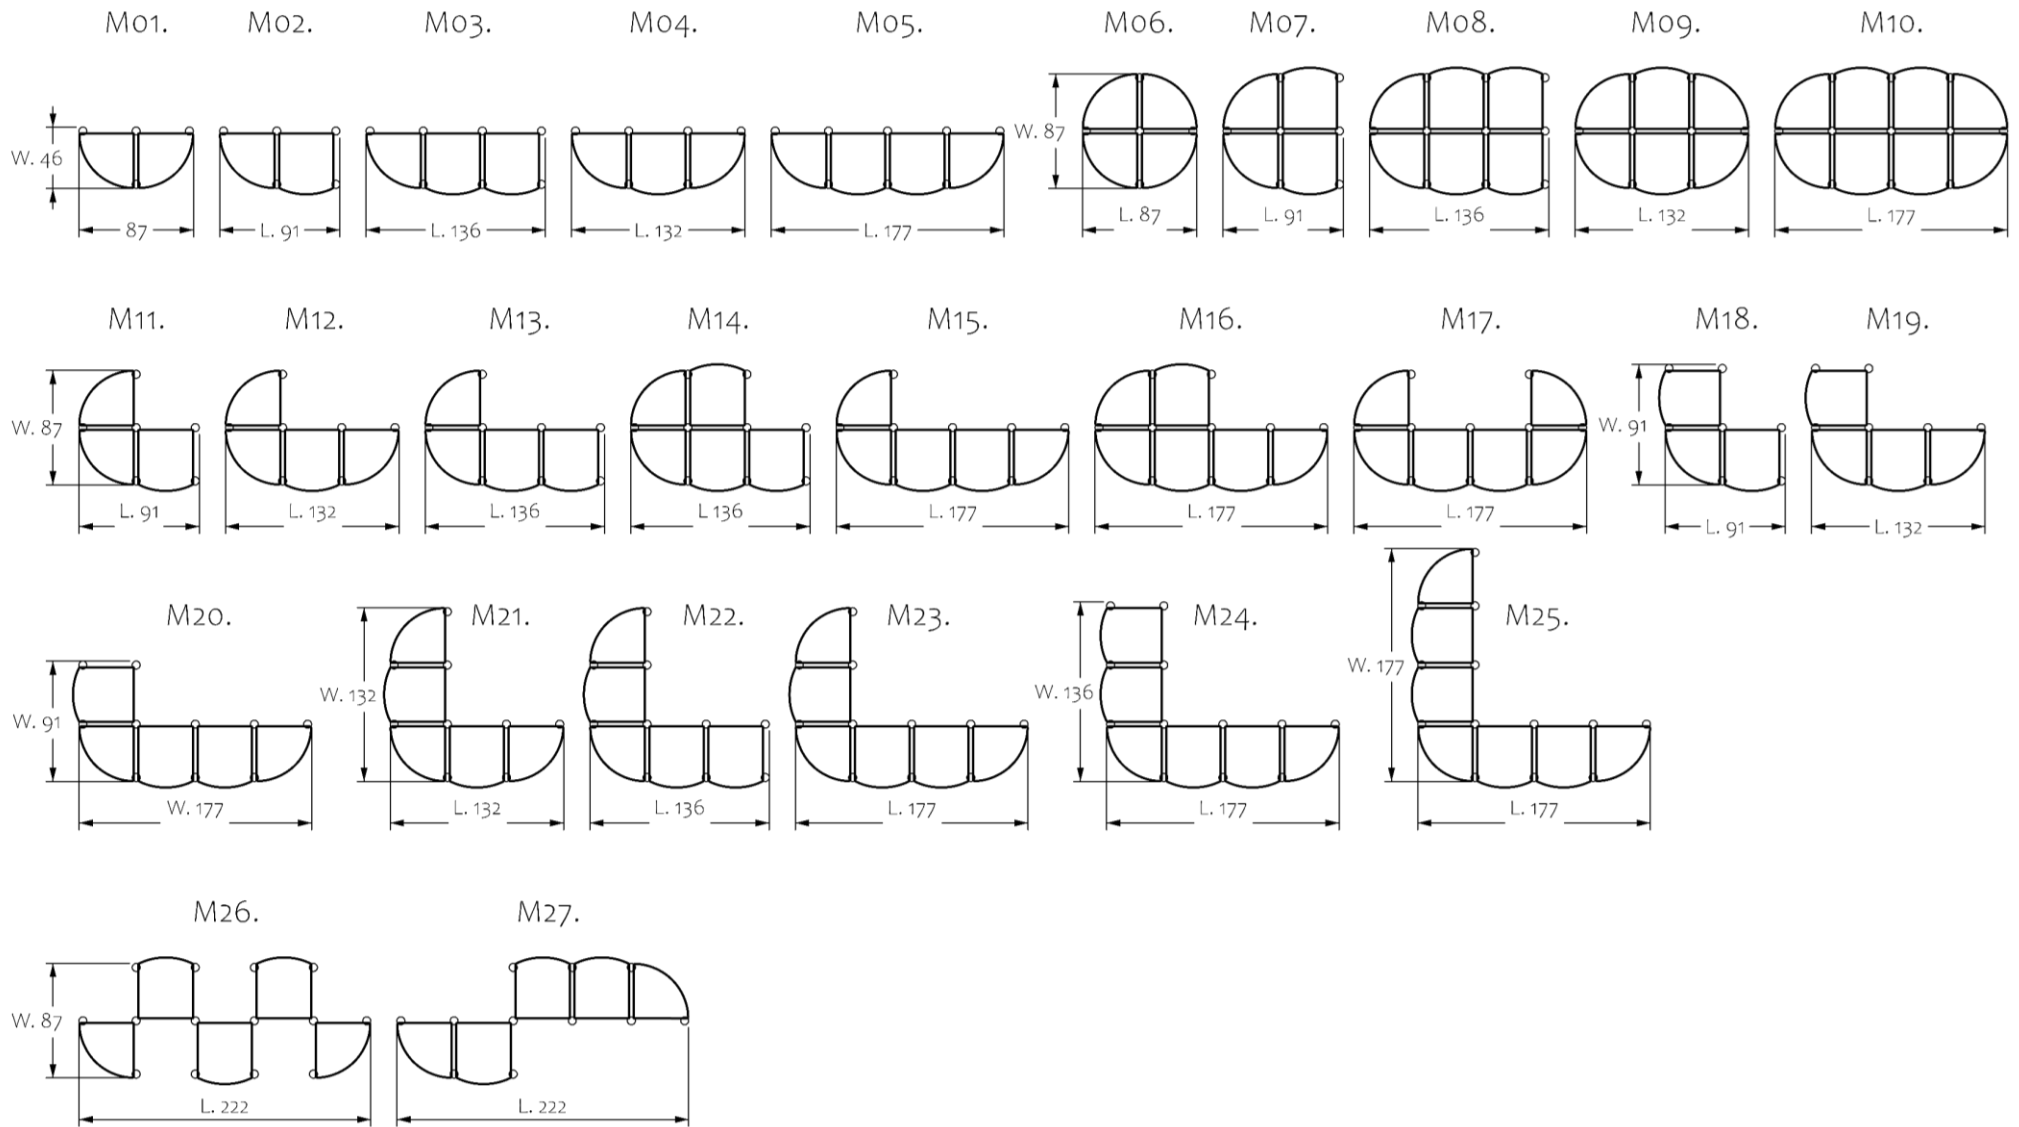 M01. M02. M03. M04. M05. M06. M07. M08. M09. M10.
W. 46 W. 87
87 L. 91 L. 136 L. 132 L. 177 L. 87 L. 91 L. 136 L. 132 L. 177
M11. M12. M13. M14. M15. M16. M17. M18. M19.
W. 87 W. 91
L. 91 L. 132 L. 136 L 136 L. 177 L. 177 L. 177 L. 91 L. 132
M20. M21. M22. M23. M24. M25.
W. 91 W. 132 W. 136 W. 177
W. 177 L. 132 L. 136 L. 177 L. 177 L. 177
M26. M27.
W. 87
L. 222 L. 222